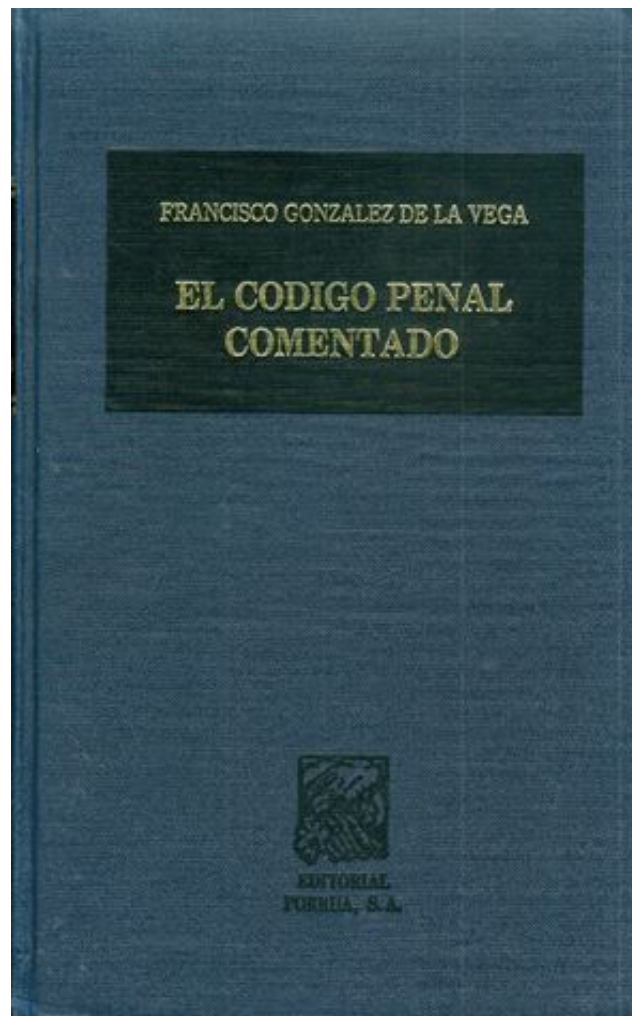 FRANCISCO GONZALEZ DE LA VEGA
EL CODIGO PENAL
COMENTADO
EDITORIAL
PORRUA, S. A.